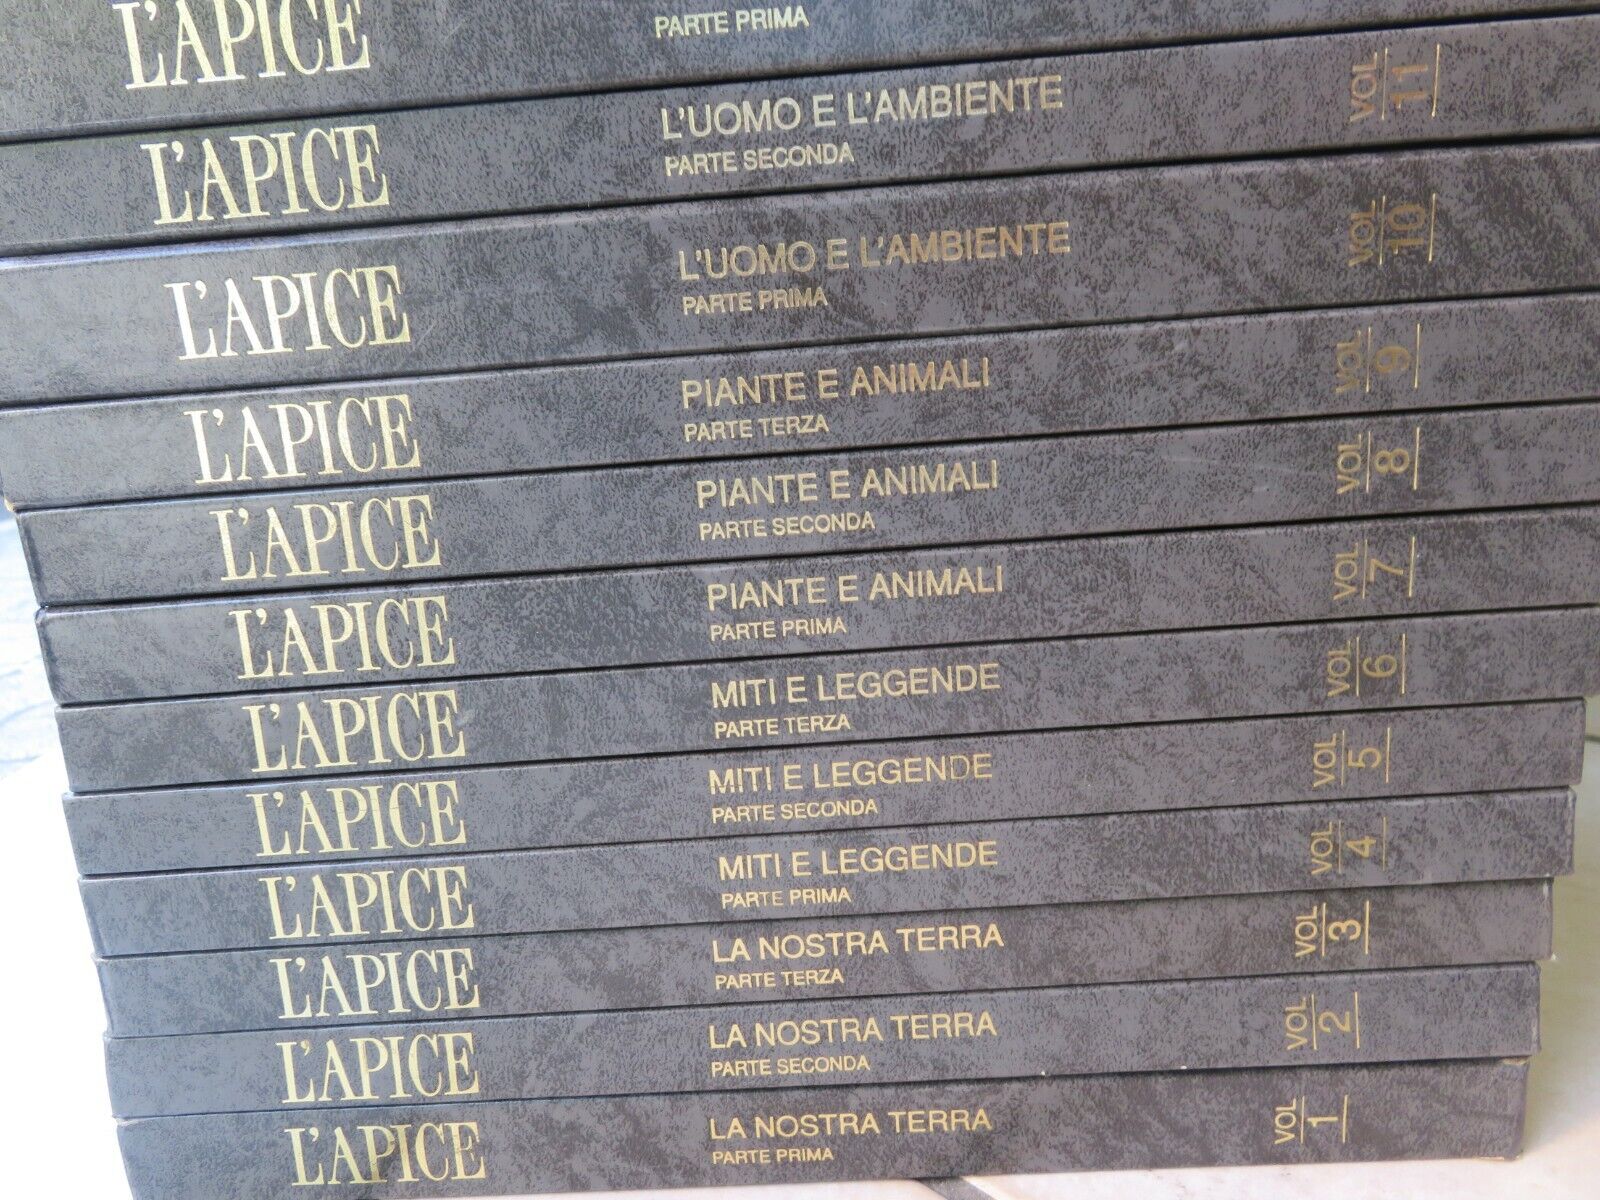 L'APICE
PARTE PRIMA
L'APICE
L'UOMO E L'AMBIENTE
PARTE SECONDA
VOL
11
L'APICE
L'UOMO E L'AMBIENTE
PARTE PRIMA
VOL
10
L'APICE
PIANTE E ANIMALI
PARTE TERZA
VOL
9
L'APICE
PIANTE E ANIMALI
PARTE SECONDA
VOL
8
L'APICE
PIANTE E ANIMALI
PARTE PRIMA
VOL
7
L'APICE
MITI E LEGGENDE
PARTE TERZA
VOL
6
L'APICE
MITI E LEGGENDE
PARTE SECONDA
VOL
5
L'APICE
MITI E LEGGENDE
PARTE PRIMA
VOL
4
L'APICE
LA NOSTRA TERRA
PARTE TERZA
VOL
3
L'APICE
LA NOSTRA TERRA
PARTE SECONDA
VOL
2
L'APICE
LA NOSTRA TERRA
PARTE PRIMA
VOL
1